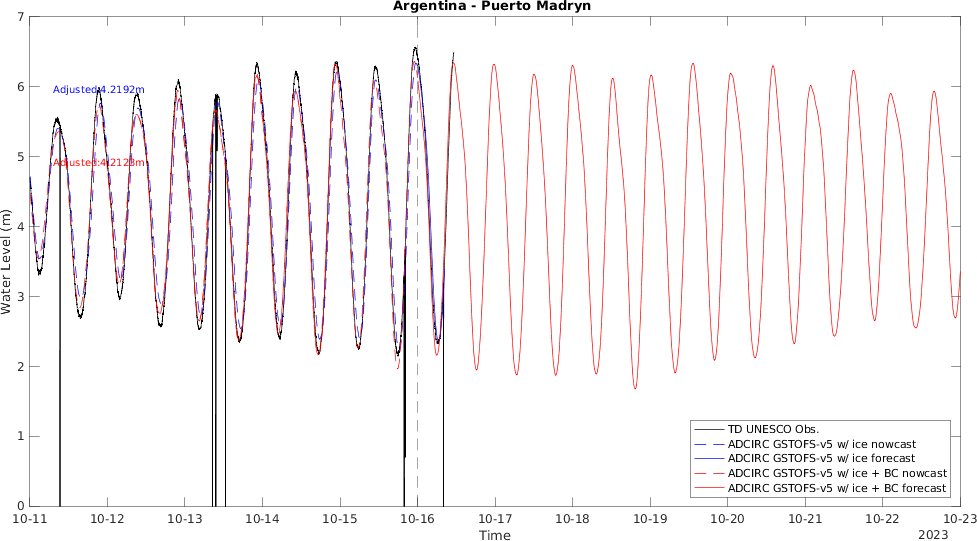 Argentina - Puerto Madryn
7
6
5
4
3
2
1
0
Water Level (m)
Adjusted:4.2192m
Adjusted:4.2123m
TD UNESCO Obs.
ADCIRC GSTOFS-v5 w/ ice nowcast
ADCIRC GSTOFS-v5 w/ ice forecast
ADCIRC GSTOFS-v5 w/ ice + BC nowcast
ADCIRC GSTOFS-v5 w/ ice + BC forecast
10-11 10-12 10-13 10-14 10-15 10-16 10-17 10-18 10-19 10-20 10-21 10-22 10-23
Time
2023